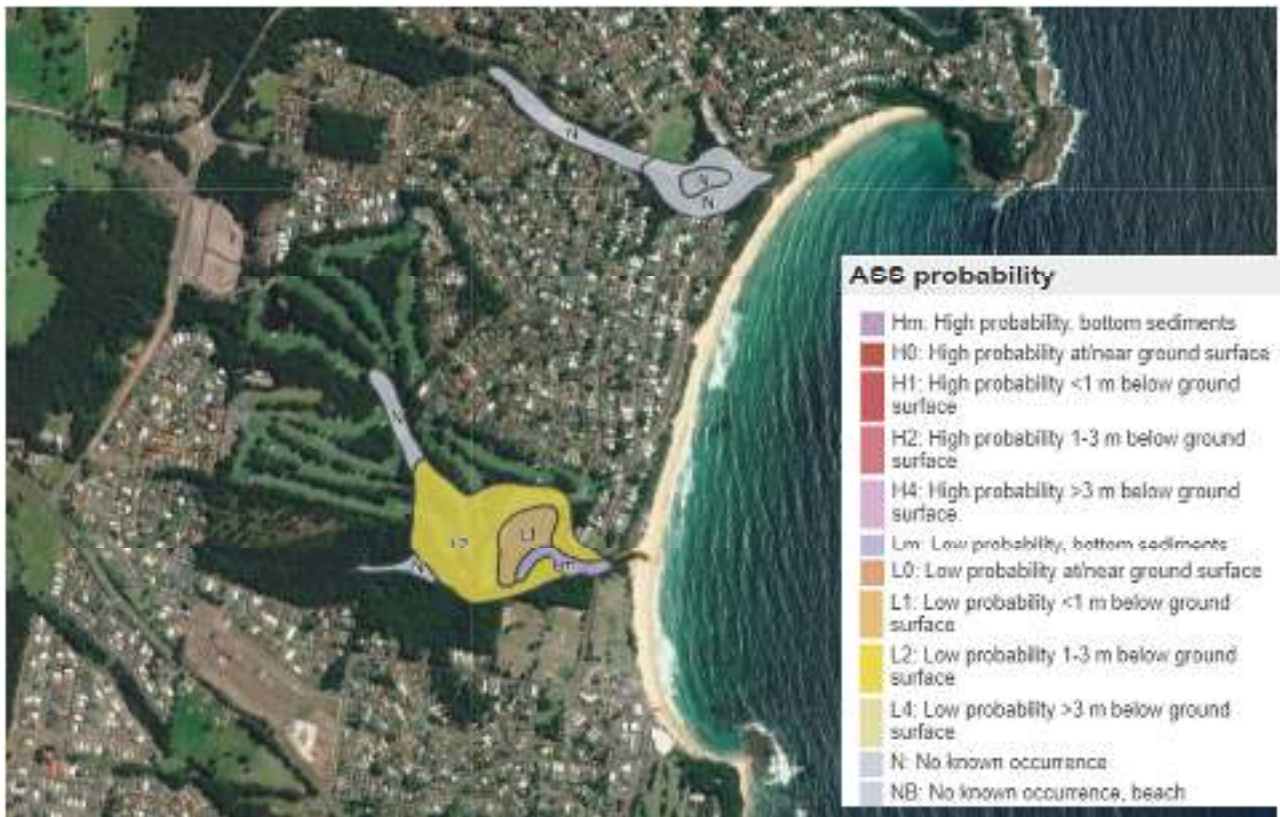 N
N
ASS probability
Hm: High probability, bottom sediments
H0: High probability at/near ground surface
H1: High probability <1 m below ground
surface
H2: High probability 1-3 m below ground
surface
H4: High probability >3 m below ground
surface
Lm: Low probability, bottom sediments
L0: Low probability at/near ground surface
L1: Low probability <1 m below ground
surface
L2: Low probability 1-3 m below ground
surface
L4: Low probability >3 m below ground
surface
N: No known occurrence
NB: No known occurrence, beach
N
L1
L2
Hm
N